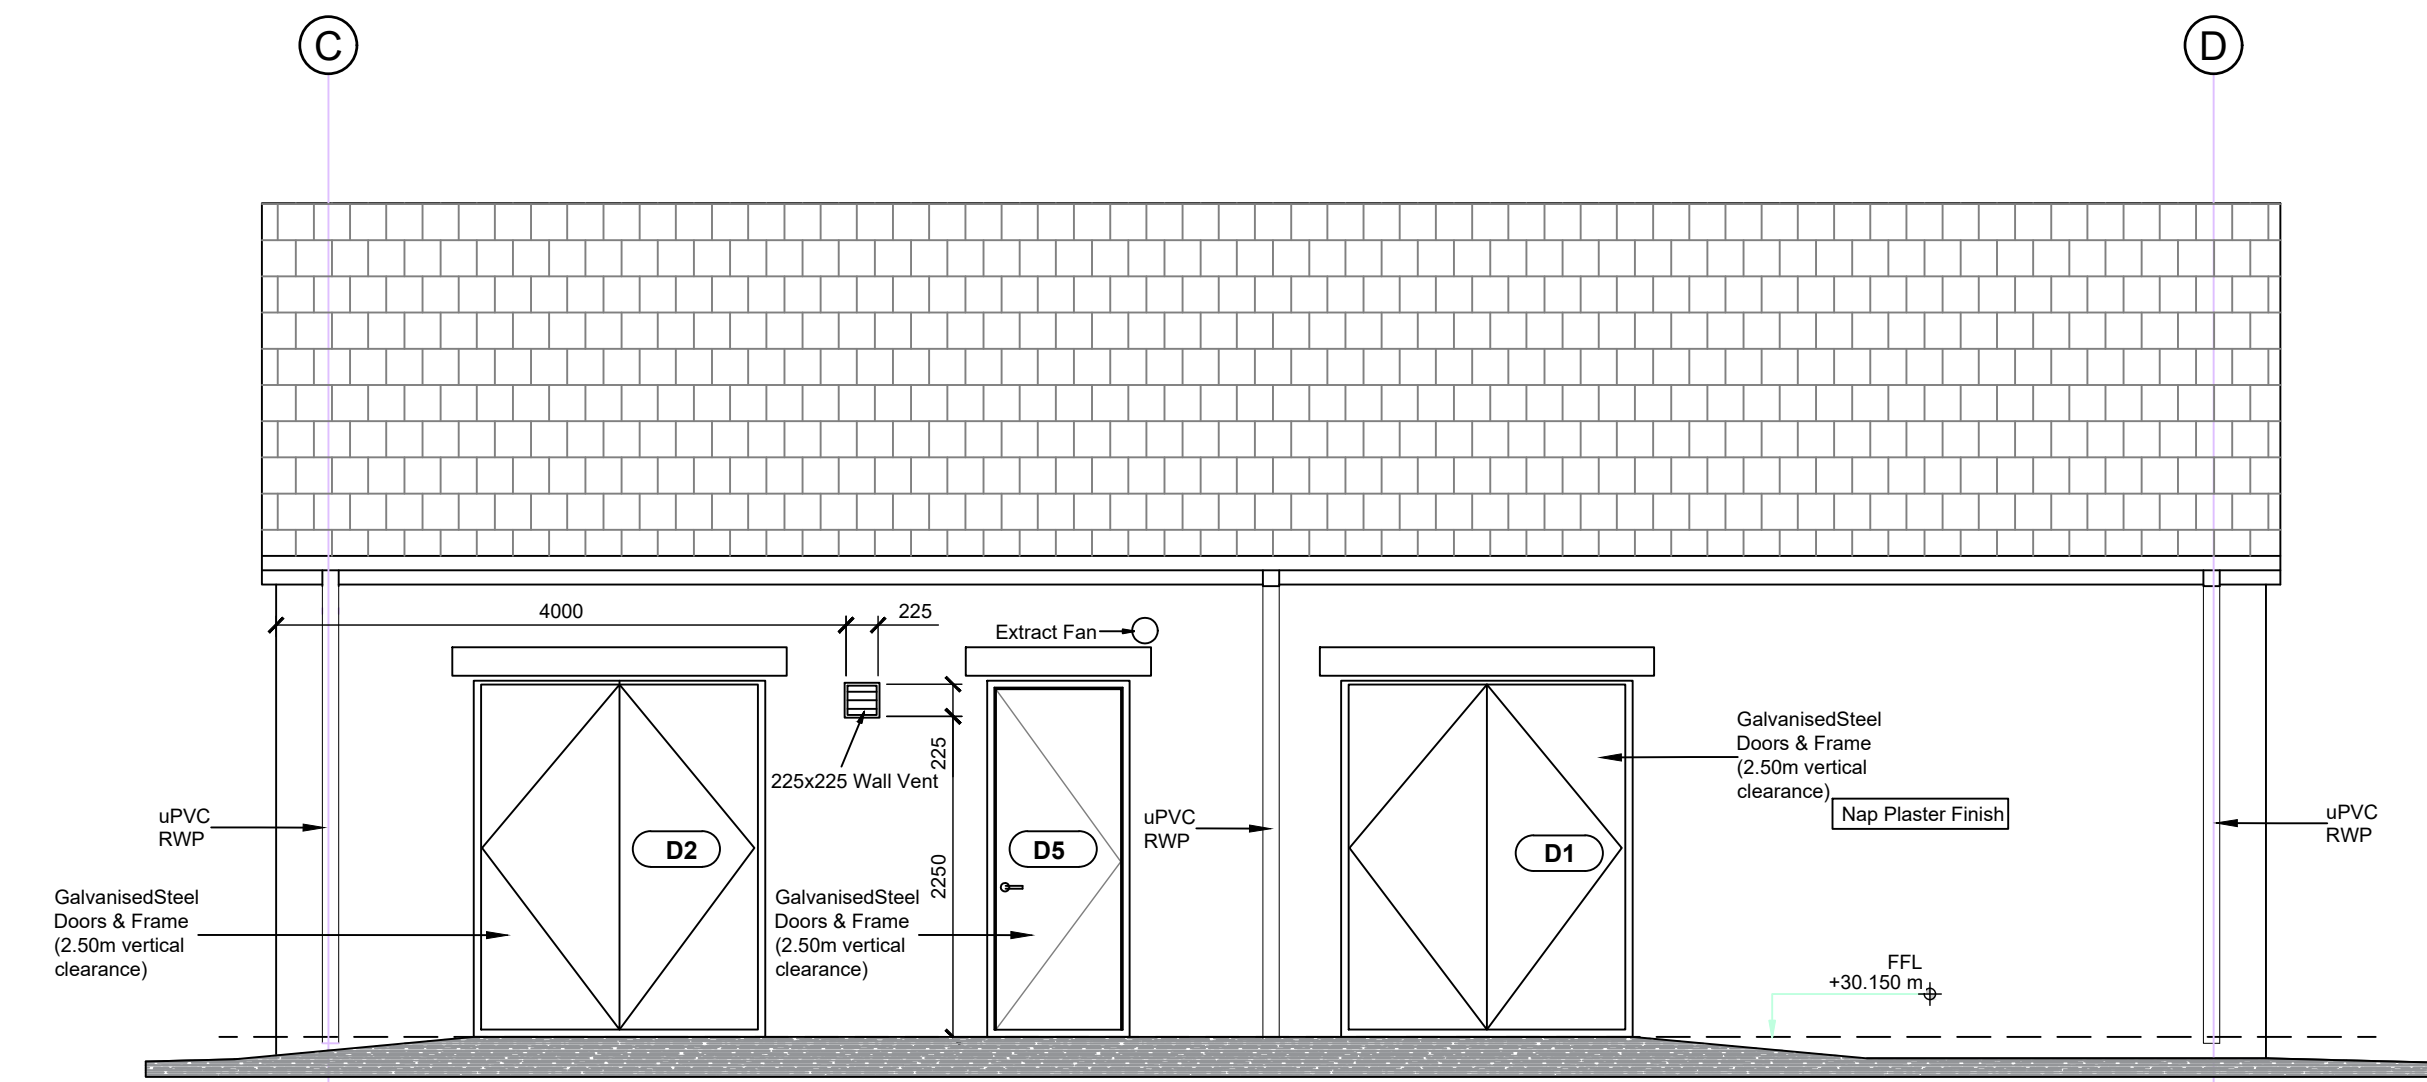 C
D
4000
225
Extract Fan
GalvanisedSteel
Doors & Frame
(2.50m vertical
clearance)
225
225x225 Wall Vent
Nap Plaster Finish
uPVC
RWP
uPVC
RWP
uPVC
RWP
D2
D5
D1
2250
GalvanisedSteel
Doors & Frame
(2.50m vertical
clearance)
GalvanisedSteel
Doors & Frame
(2.50m vertical
clearance)
FFL
+30.150 m